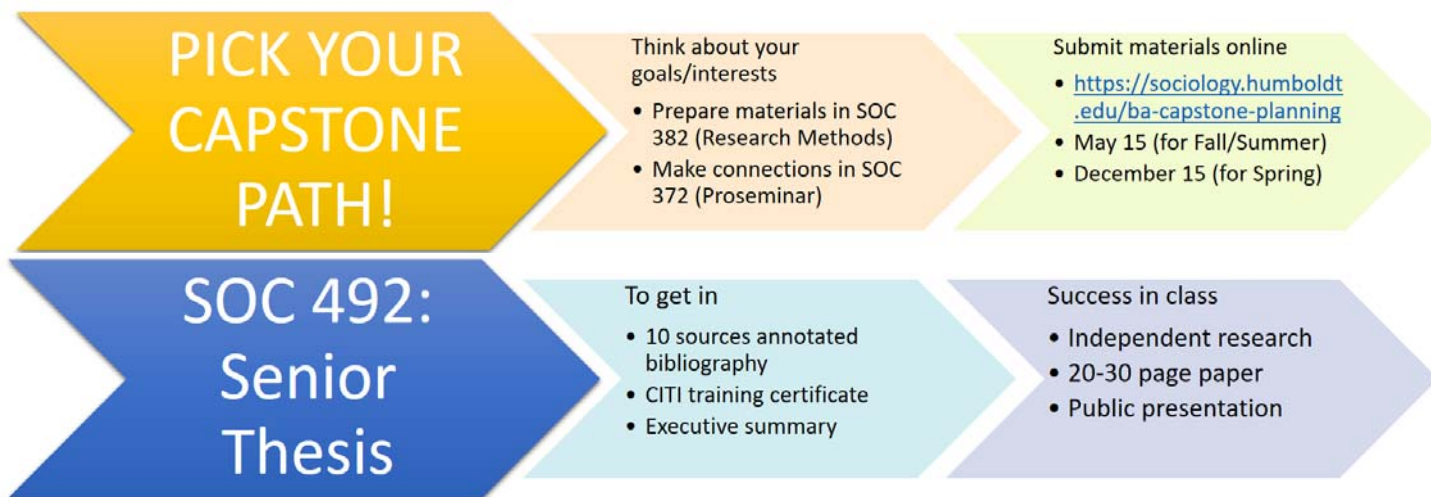 PICK YOUR
CAPSTONE
PATH!
Think about your
goals/interests
• Prepare materials in SOC
382 (Research Methods)
• Make connections in SOC
372 (Proseminar)
Submit materials online
• https://sociology.humboldt
.edu/ba-capstone-planning
• May 15 (for Fall/Summer)
• December 15 (for Spring)
SOC 492:
Senior
Thesis
To get in
• 10 sources annotated
bibliography
• CITI training certificate
• Executive summary
Success in class
• Independent research
• 20-30 page paper
• Public presentation